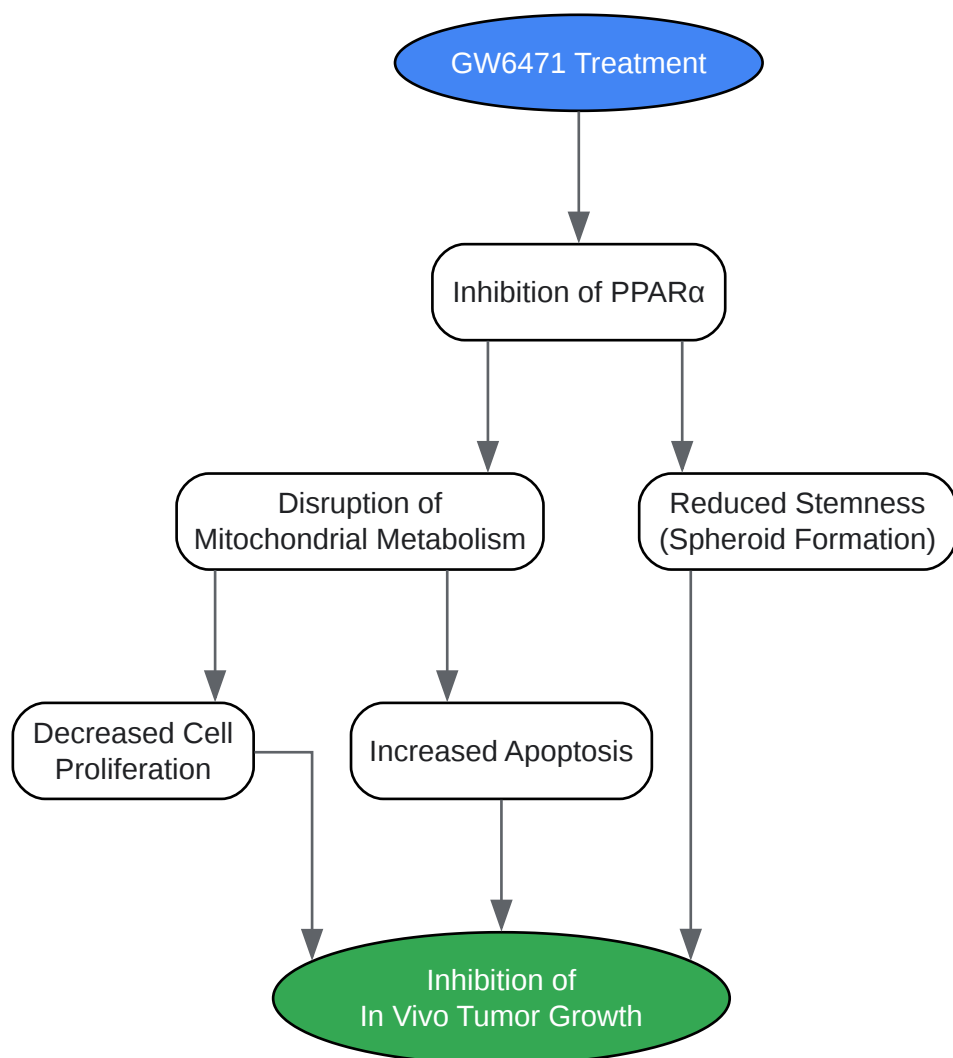 GW6471 Treatment
Inhibition of PPARα
Disruption of
Mitochondrial Metabolism
Reduced Stemness
(Spheroid Formation)
Decreased Cell
Proliferation
Increased Apoptosis
Inhibition of
In Vivo Tumor Growth